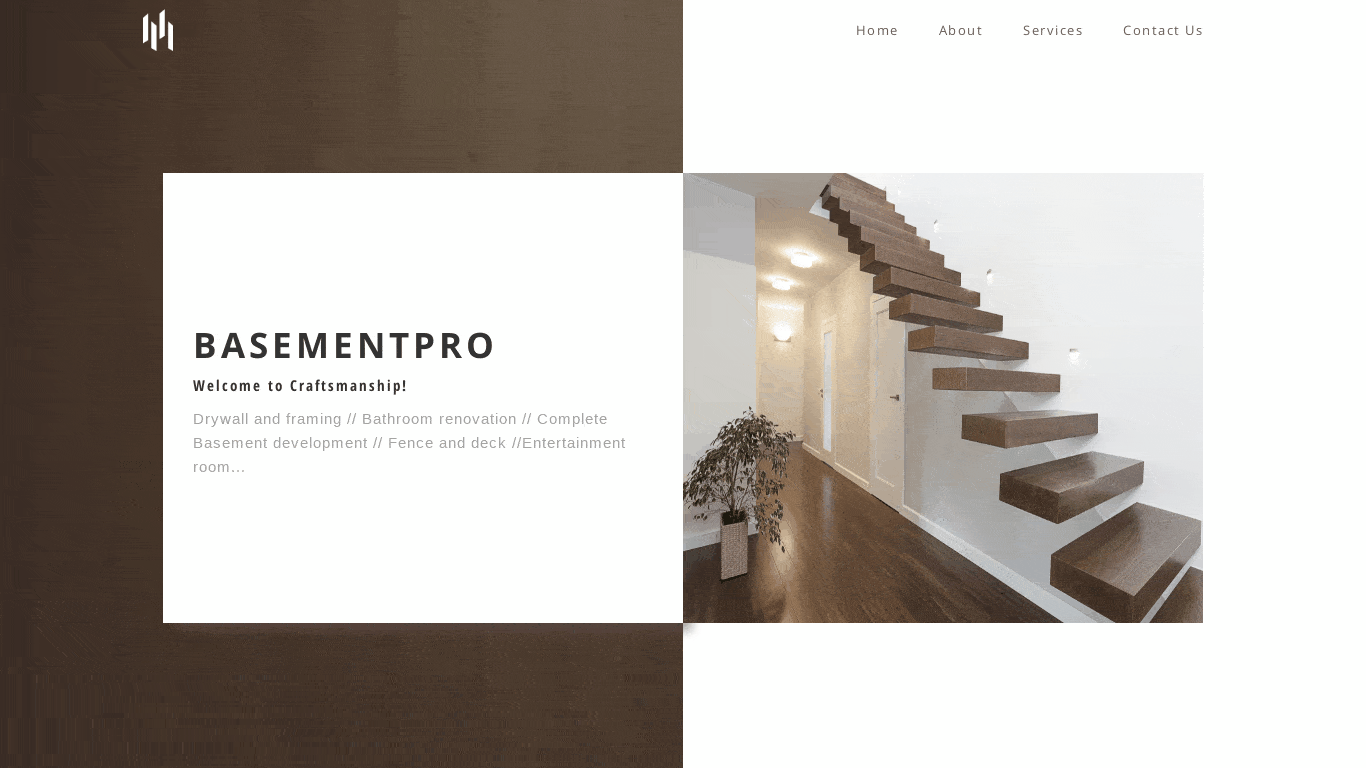 Home
About
Services
Contact Us
BASEMENTPRO
Welcome to Craftsmanship!
Drywall and framing // Bathroom renovation // Complete
Basement development // Fence and deck //Entertainment
room...